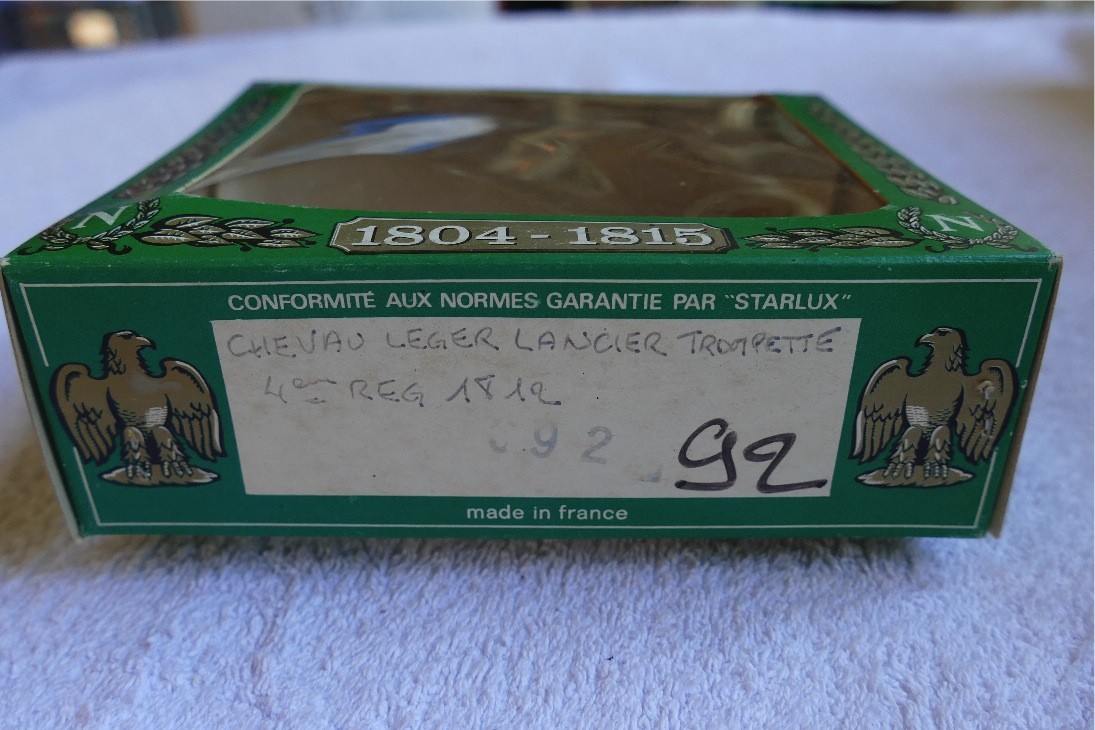 N 1804 - 1815 N
CONFORMITÉ AUX NORMES GARANTIE PAR "STARLUX"
CHEVAU LEGER LANCIER TROMPETTE
4eme REG 1812
92 92
made in france